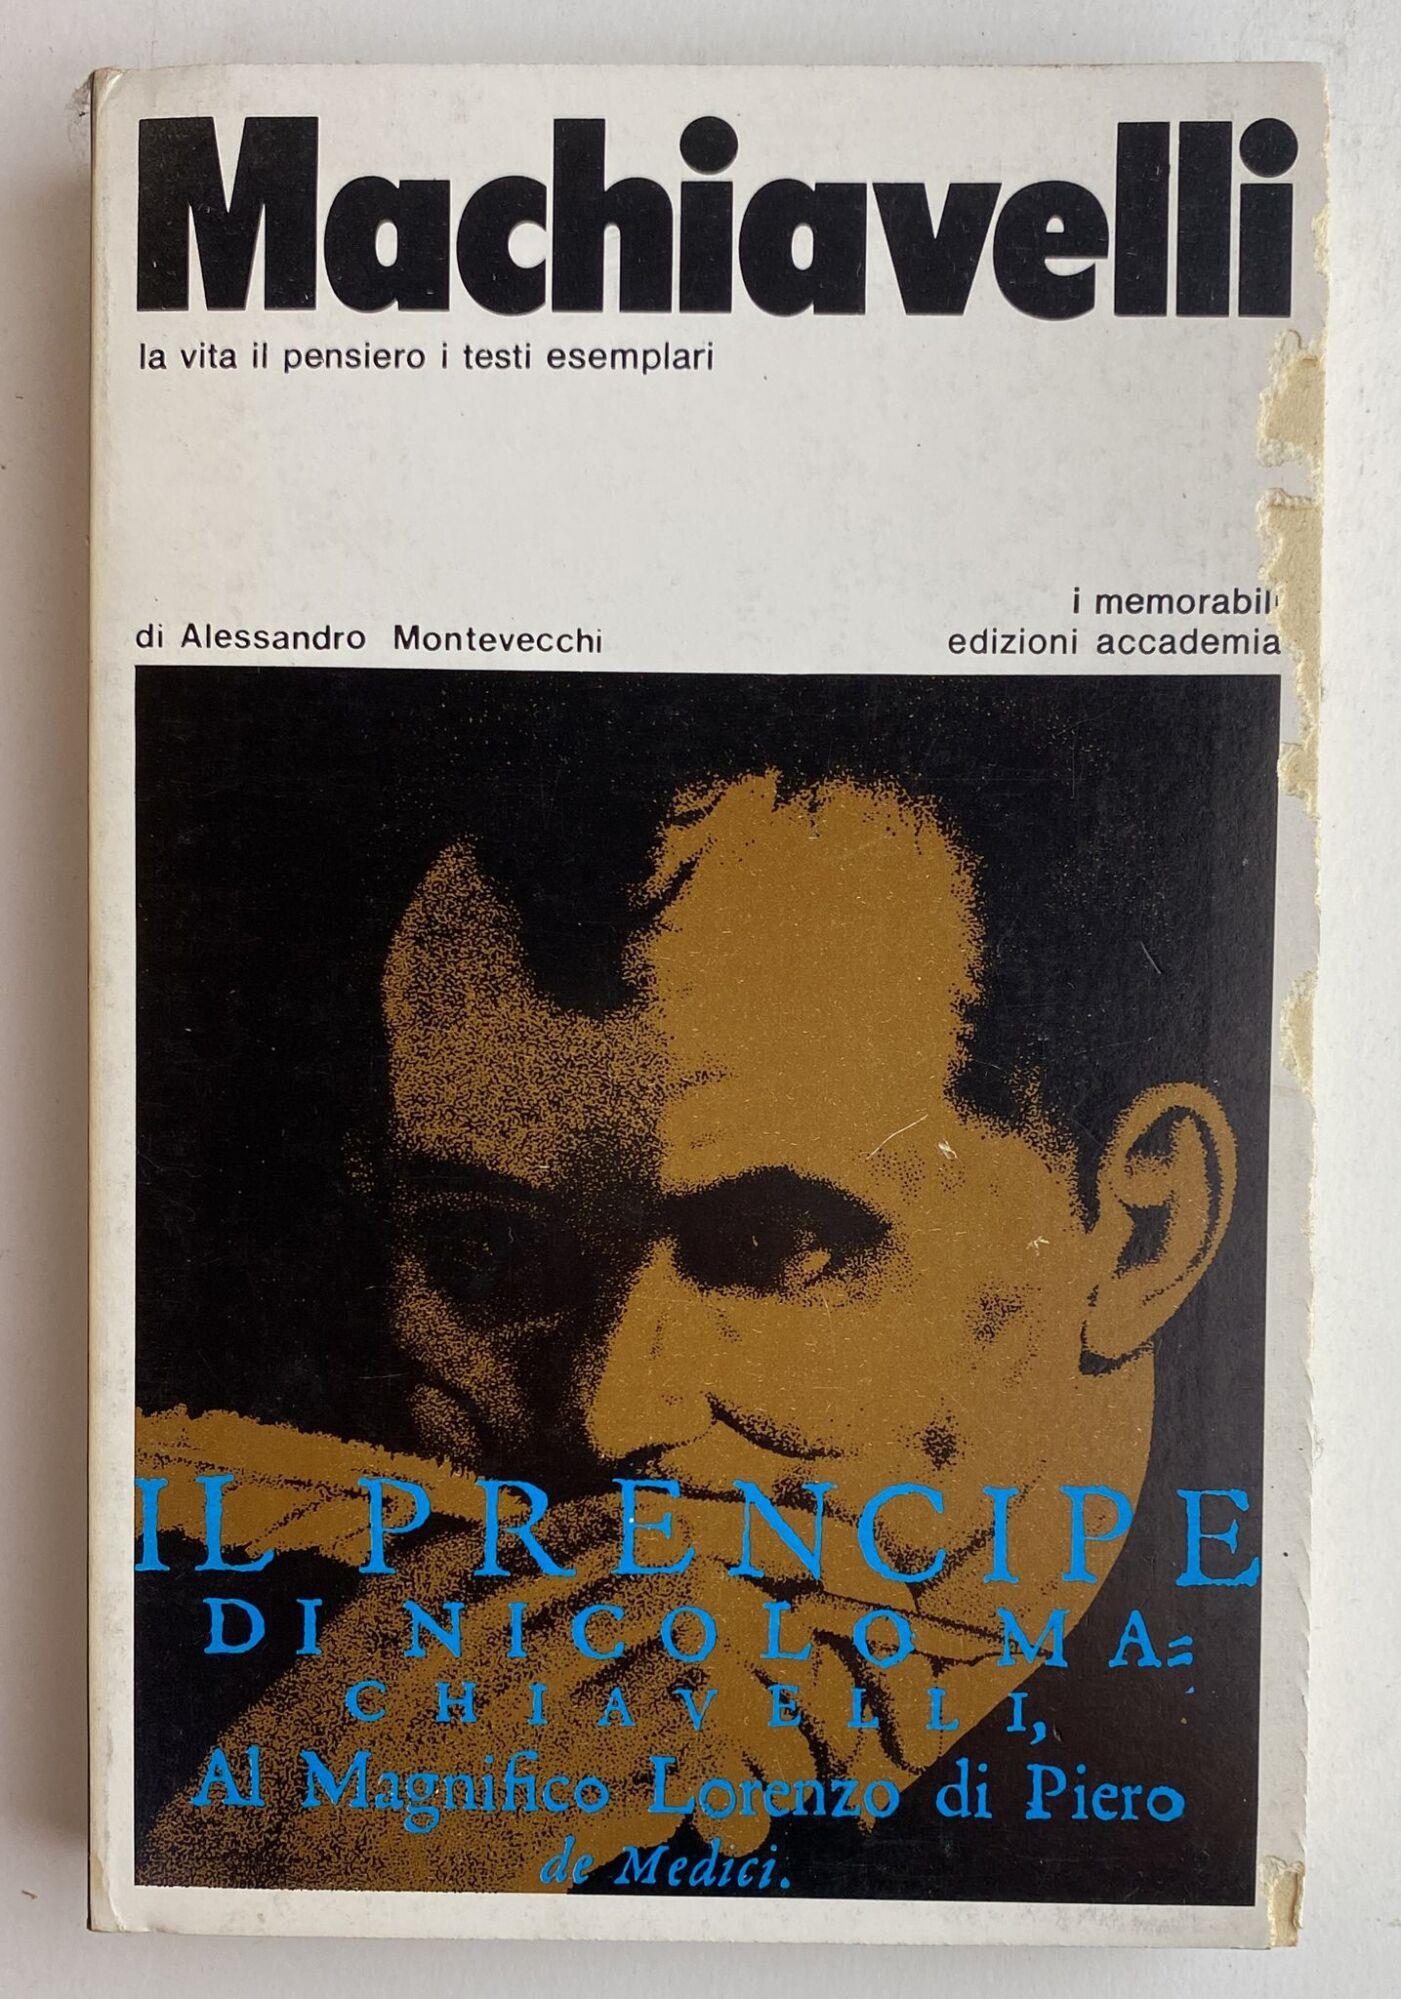 Machiavelli
la vita il pensiero i testi esemplari
di Alessandro Montevecchi
i memorabili
edizioni accademia
IL PRENCIPE
DI NICOLO MA=
CHIAVELLI,
Al Magnifico Lorenzo di Piero
de Medici.